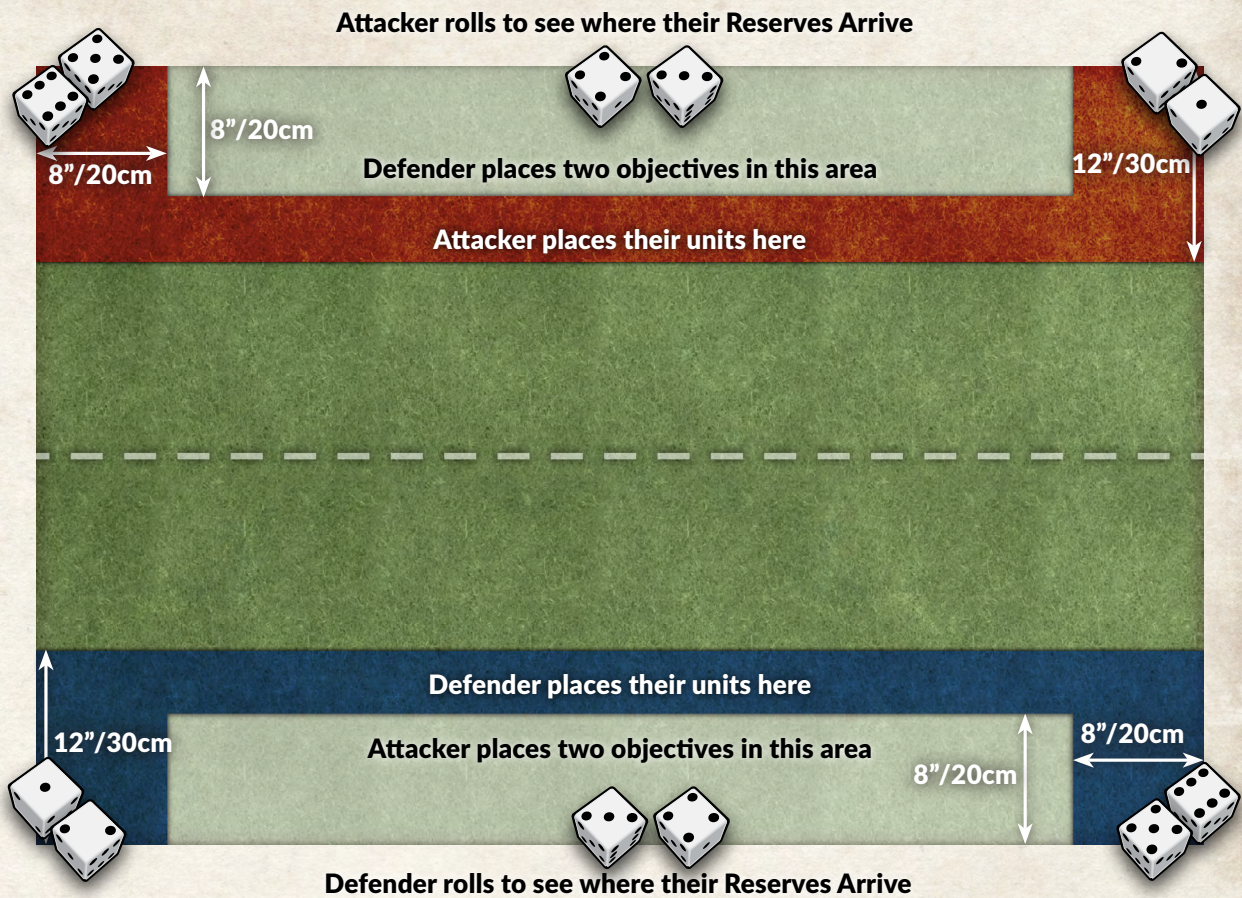 Attacker rolls to see where their Reserves Arrive
8”/20cm
Defender places two objectives in this area
12”/30cm
8”/20cm
Attacker places their units here
Defender places their units here
8”/20cm
12”/30cm
Attacker places two objectives in this area
8”/20cm
Defender rolls to see where their Reserves Arrive